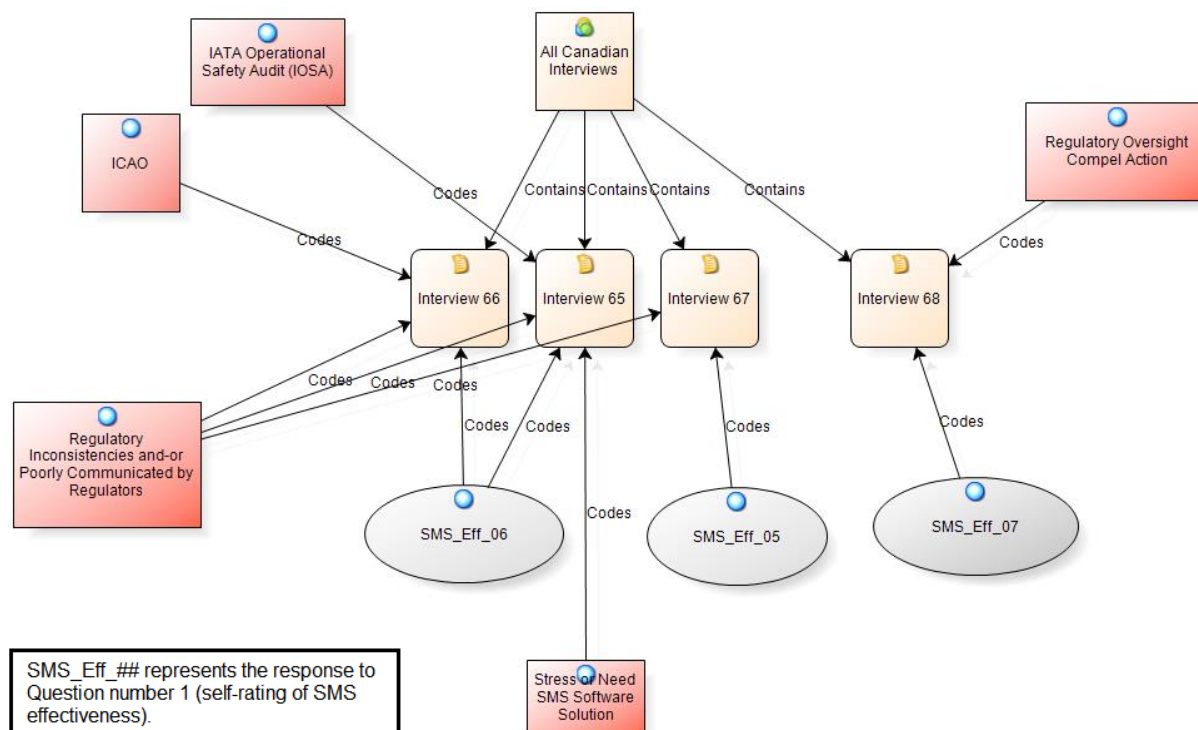 IATA Operational
Safety Audit (IOSA)
All Canadian
Interviews
Regulatory Oversight
Compel Action
ICAO
Codes
Contains
Contains
Contains
Contains
Codes
Codes
Interview 66
Interview 65
Interview 67
Interview 68
Codes
Codes
Codes
Regulatory
Inconsistencies and-or
Poorly Communicated by
Regulators
Codes
Codes
Codes
Codes
Codes
SMS_Eff_06
SMS_Eff_05
SMS_Eff_07
SMS_Eff_## represents the response to
Question number 1 (self-rating of SMS
effectiveness).
Stress or Need
SMS Software
Solution